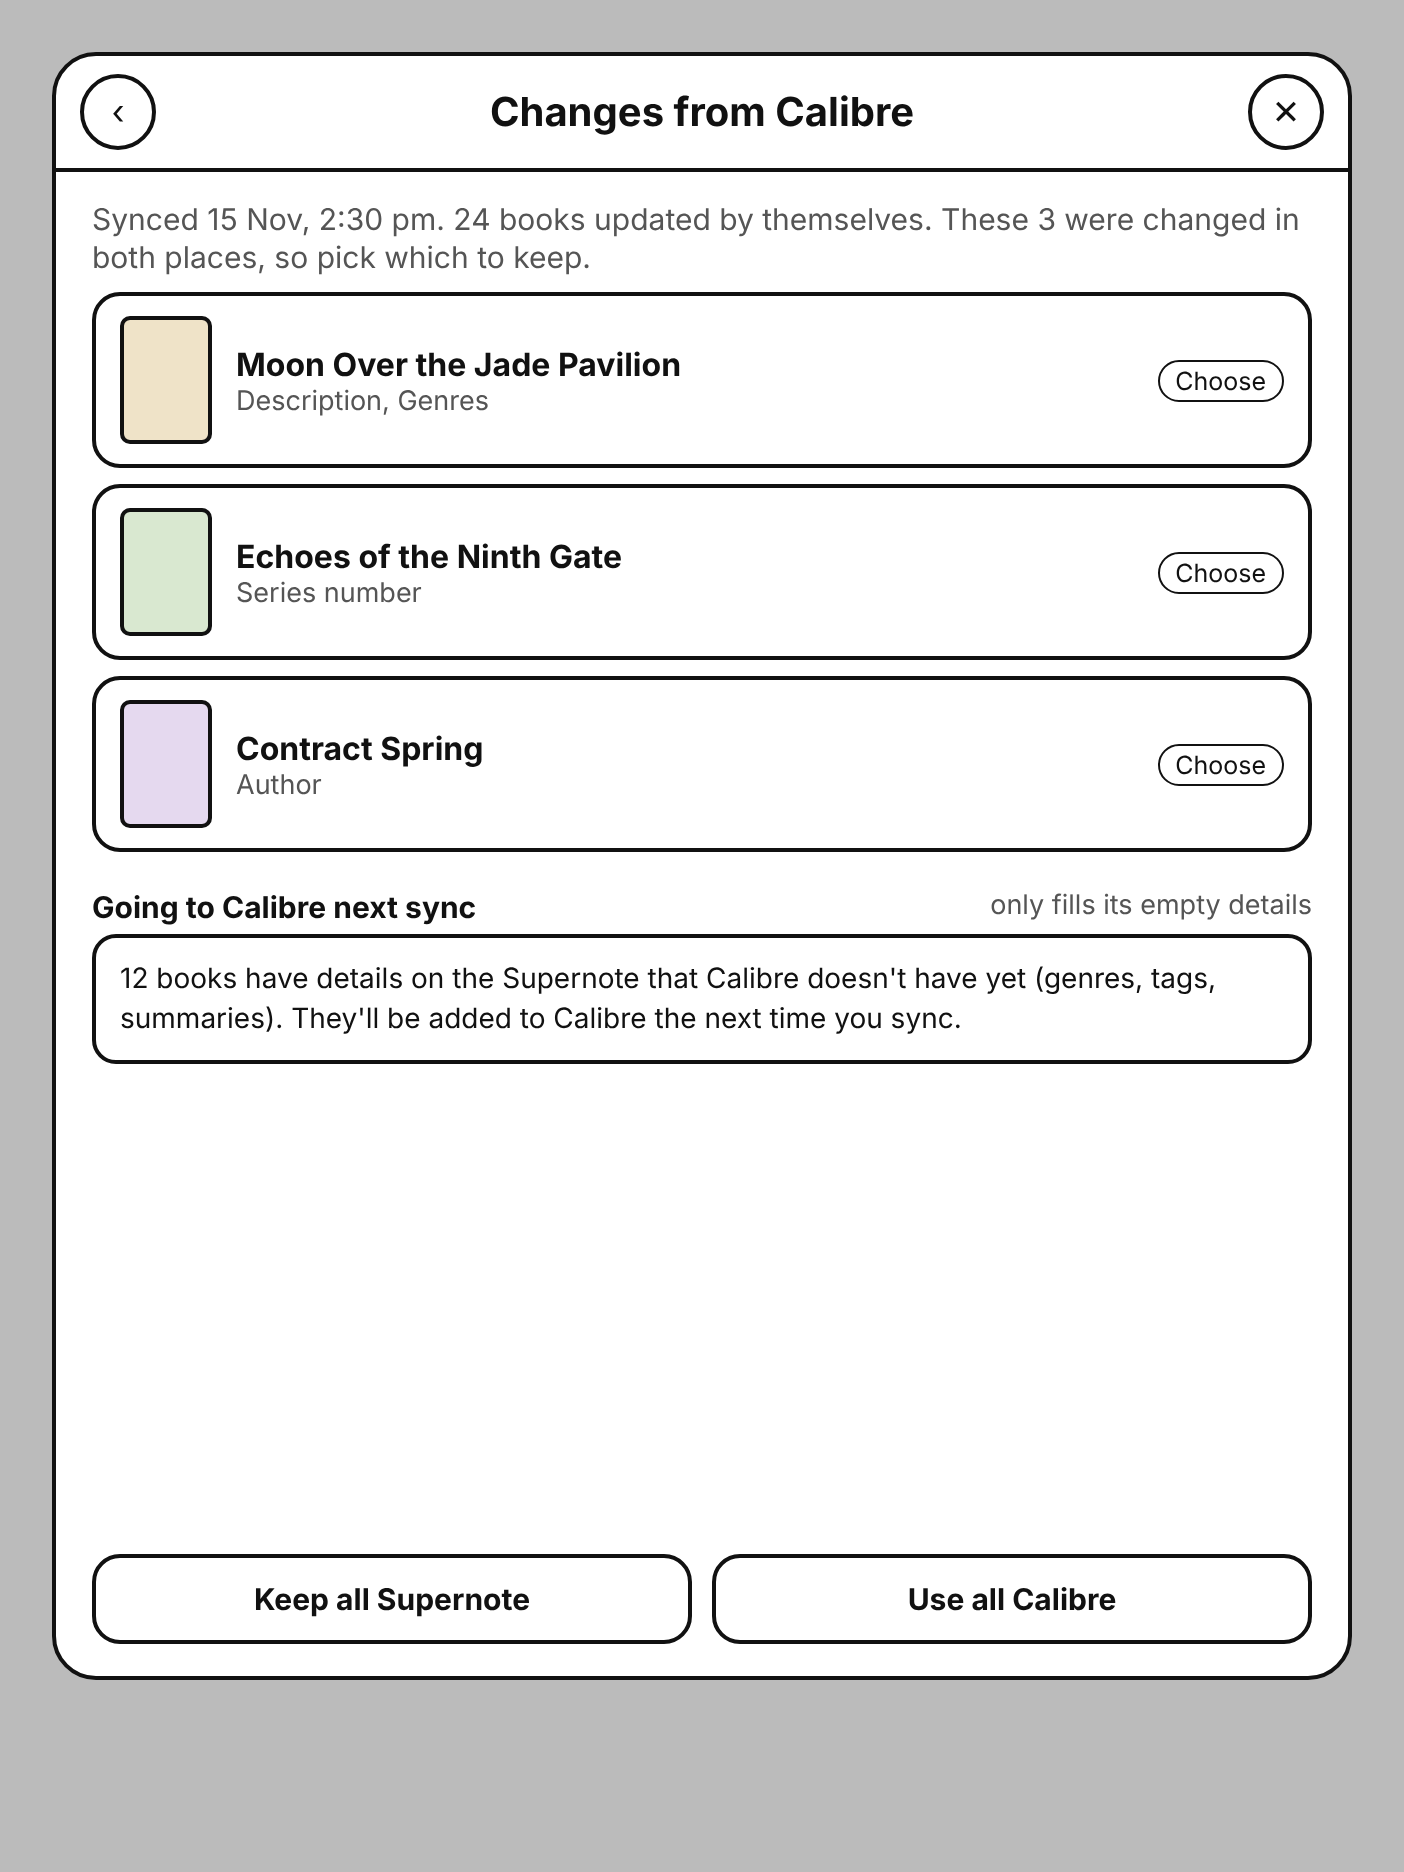 ‹
Changes from Calibre
✕
Synced 15 Nov, 2:30 pm. 24 books updated by themselves. These 3 were changed in
both places, so pick which to keep.
Moon Over the Jade Pavilion
Description, Genres
Choose
Echoes of the Ninth Gate
Series number
Choose
Contract Spring
Author
Choose
Going to Calibre next sync
only fills its empty details
12 books have details on the Supernote that Calibre doesn't have yet (genres, tags,
summaries). They'll be added to Calibre the next time you sync.
Keep all Supernote
Use all Calibre